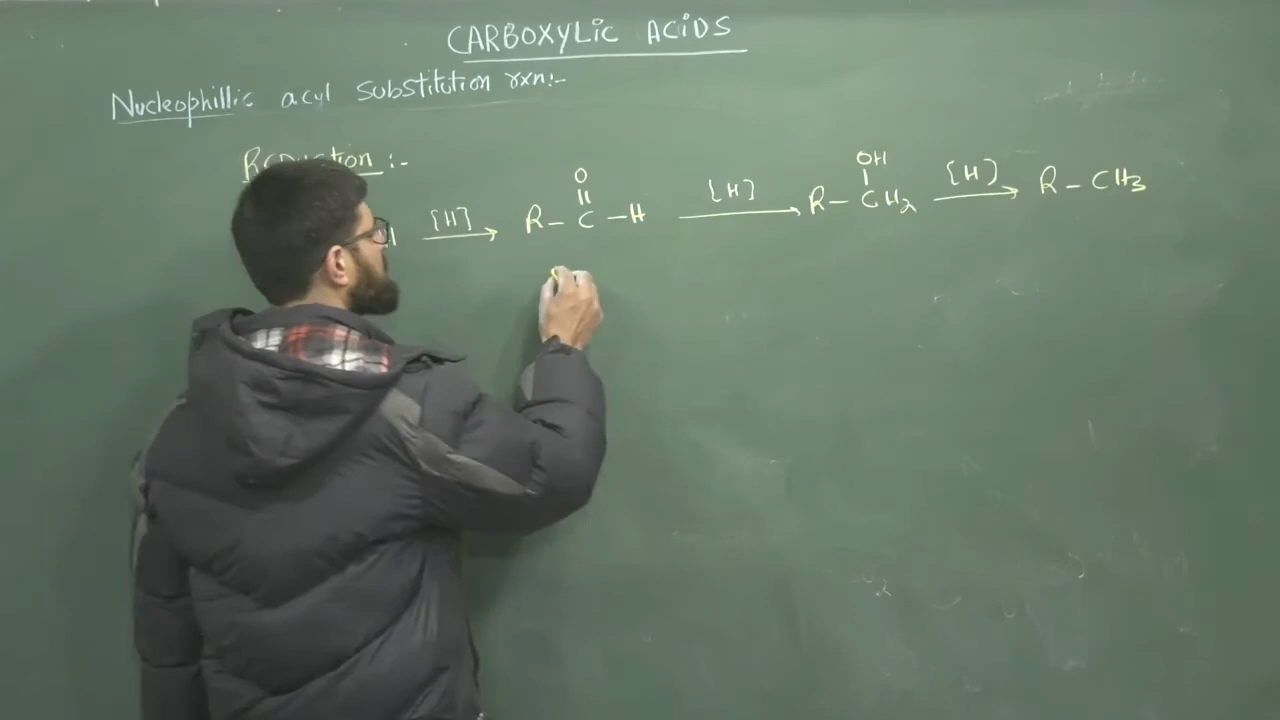 CARBOXYLIC ACIDS
Nucleophillic acyl substitution rxn:-
Reduction :-
O OH
[H] R - C - H [H] R - CH2 [H] R - CH3